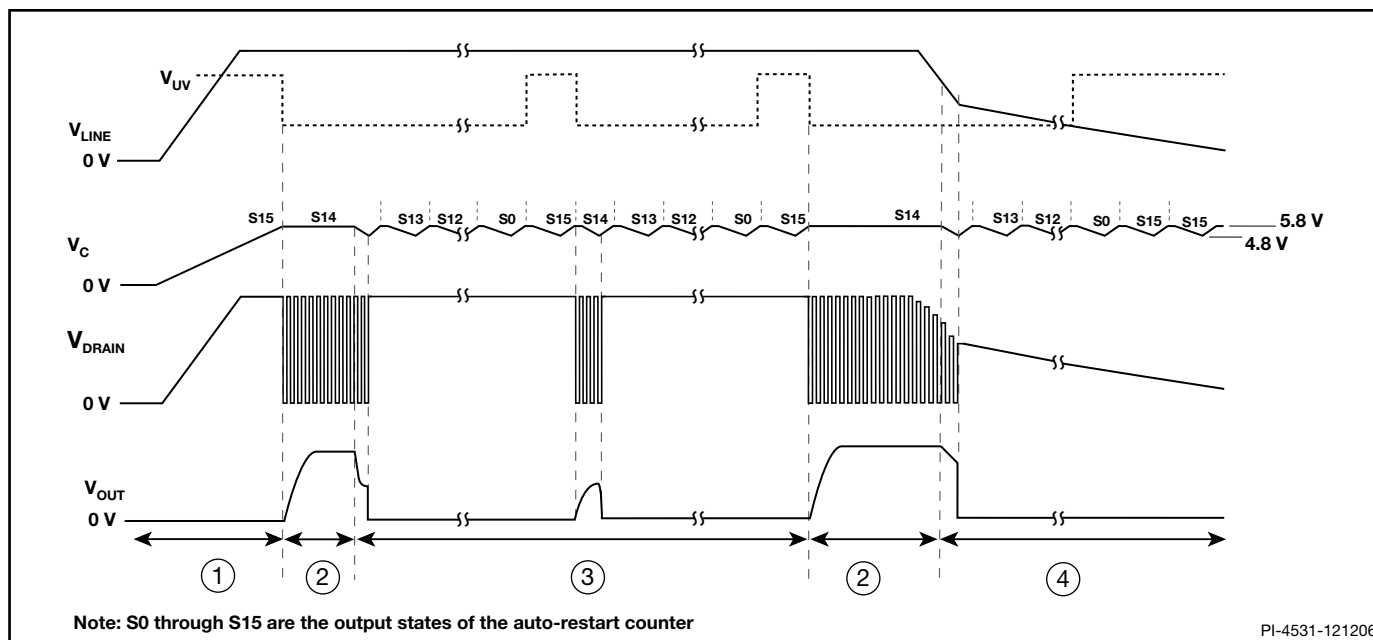 V_UV
V_LINE
0 V
S15 S14 S13 S12 S0 S15 S14 S13 S12 S0 S15 S14 S13 S12 S0 S15 S15
5.8 V
4.8 V
V_C
0 V
V_DRAIN
0 V
V_OUT
0 V
1 2 3 2 4
Note: S0 through S15 are the output states of the auto-restart counter
PI-4531-121206